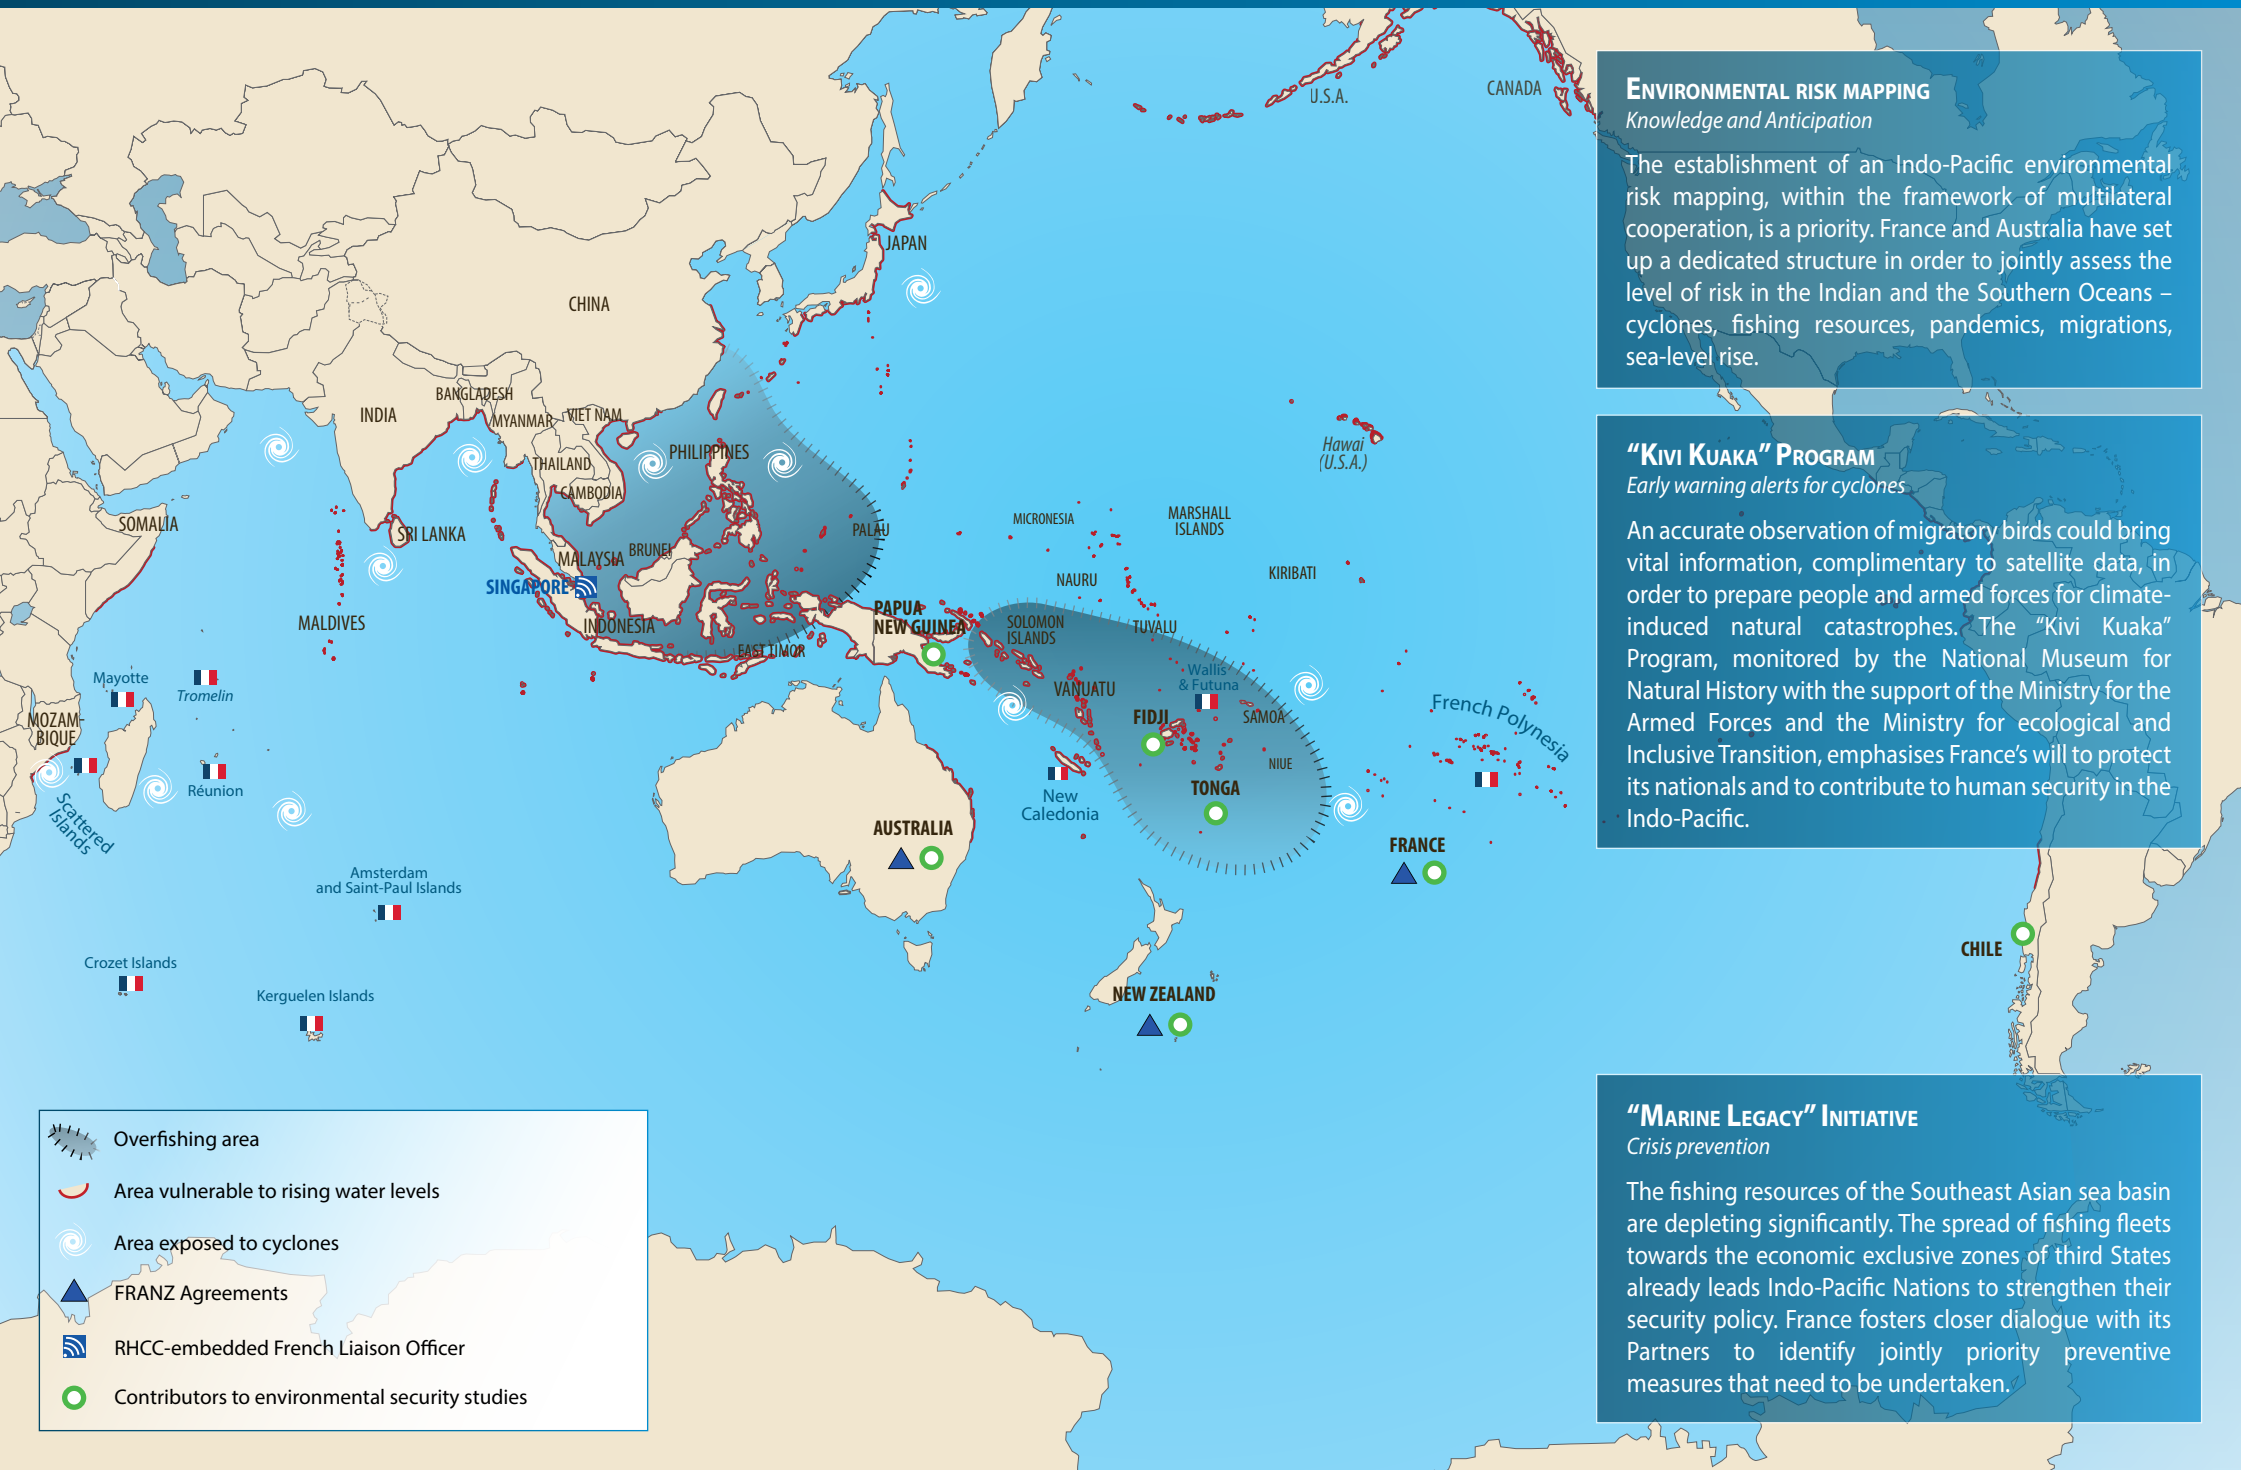 U.S.A.
CANADA
JAPAN
CHINA
BANGLADESH
INDIA
MYANMAR
VIET NAM
THAILAND
PHILIPPINES
CAMBODIA
Hawai
(U.S.A.)
SOMALIA
SRI LANKA
MALAYSIA
BRUNEI
PALAU
MICRONESIA
MARSHALL
ISLANDS
SINGAPORE
NAURU
KIRIBATI
MALDIVES
INDONESIA
EAST TIMOR
PAPUA
NEW GUINEA
SOLOMON
ISLANDS
TUVALU
Mayotte
Tromelin
Wallis
& Futuna
VANUATU
FIDJI
SAMOA
French Polynesia
MOZAM-
BIQUE
Réunion
Scattered
Islands
NIUE
TONGA
New
Caledonia
AUSTRALIA
FRANCE
Amsterdam
and Saint-Paul Islands
Crozet Islands
Kerguelen Islands
NEW ZEALAND
CHILE
ENVIRONMENTAL RISK MAPPING
Knowledge and Anticipation
The establishment of an Indo-Pacific environmental
risk mapping, within the framework of multilateral
cooperation, is a priority. France and Australia have set
up a dedicated structure in order to jointly assess the
level of risk in the Indian and the Southern Oceans –
cyclones, fishing resources, pandemics, migrations,
sea-level rise.
“KIVI KUAKA” PROGRAM
Early warning alerts for cyclones
An accurate observation of migratory birds could bring
vital information, complimentary to satellite data, in
order to prepare people and armed forces for climate-
induced natural catastrophes. The “Kivi Kuaka”
Program, monitored by the National Museum for
Natural History with the support of the Ministry for the
Armed Forces and the Ministry for ecological and
Inclusive Transition, emphasises France’s will to protect
its nationals and to contribute to human security in the
Indo-Pacific.
“MARINE LEGACY” INITIATIVE
Crisis prevention
The fishing resources of the Southeast Asian sea basin
are depleting significantly. The spread of fishing fleets
towards the economic exclusive zones of third States
already leads Indo-Pacific Nations to strengthen their
security policy. France fosters closer dialogue with its
Partners to identify jointly priority preventive
measures that need to be undertaken.
Overfishing area
Area vulnerable to rising water levels
Area exposed to cyclones
FRANZ Agreements
RHCC-embedded French Liaison Officer
Contributors to environmental security studies